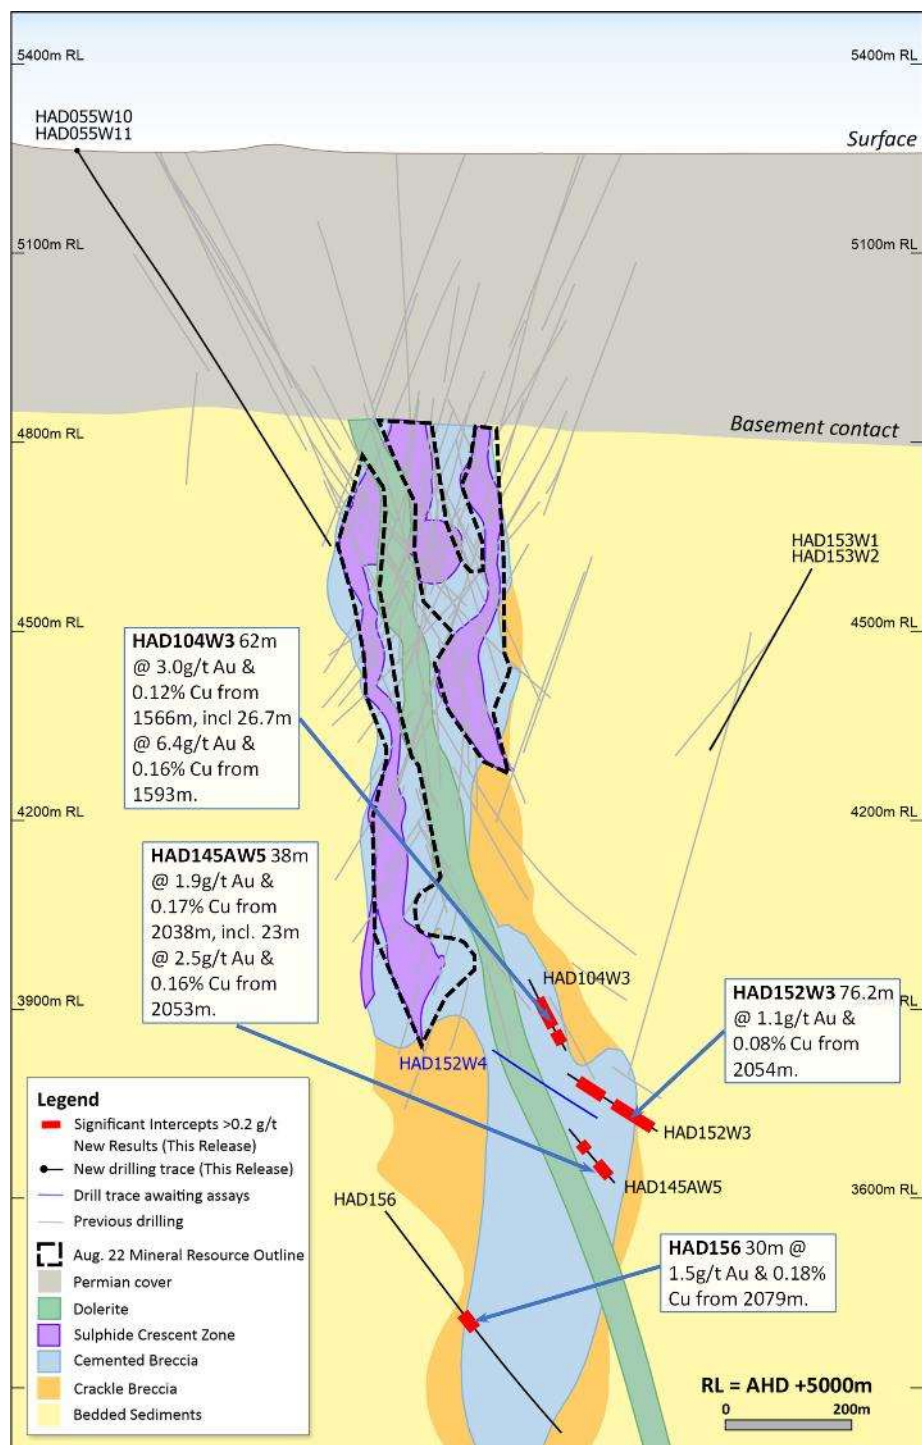 5400m RL
5400m RL
HAD055W10
HAD055W11
Surface
5100m RL
5100m RL
Basement contact
4800m RL
4800m RL
HAD153W1
HAD153W2
4500m RL
4500m RL
HAD104W3 62m
@ 3.0g/t Au &
0.12% Cu from
1566m, incl 26.7m
@ 6.4g/t Au &
0.16% Cu from
1593m.
4200m RL
4200m RL
HAD145AW5 38m
@ 1.9g/t Au &
0.17% Cu from
2038m, incl. 23m
@ 2.5g/t Au &
0.16% Cu from
2053m.
HAD104W3
3900m RL
HAD152W3 76.2m
@ 1.1g/t Au &
0.08% Cu from
2054m.
HAD152W4
HAD152W3
HAD145AW5
3600m RL
HAD156
HAD156 30m @
1.5g/t Au & 0.18%
Cu from 2079m.
Legend
Significant Intercepts >0.2 g/t
New Results (This Release)
New drilling trace (This Release)
Drill trace awaiting assays
Previous drilling
Aug. 22 Mineral Resource Outline
Permian cover
Dolerite
Sulphide Crescent Zone
Cemented Breccia
Crackle Breccia
Bedded Sediments
RL = AHD +5000m
0 200m